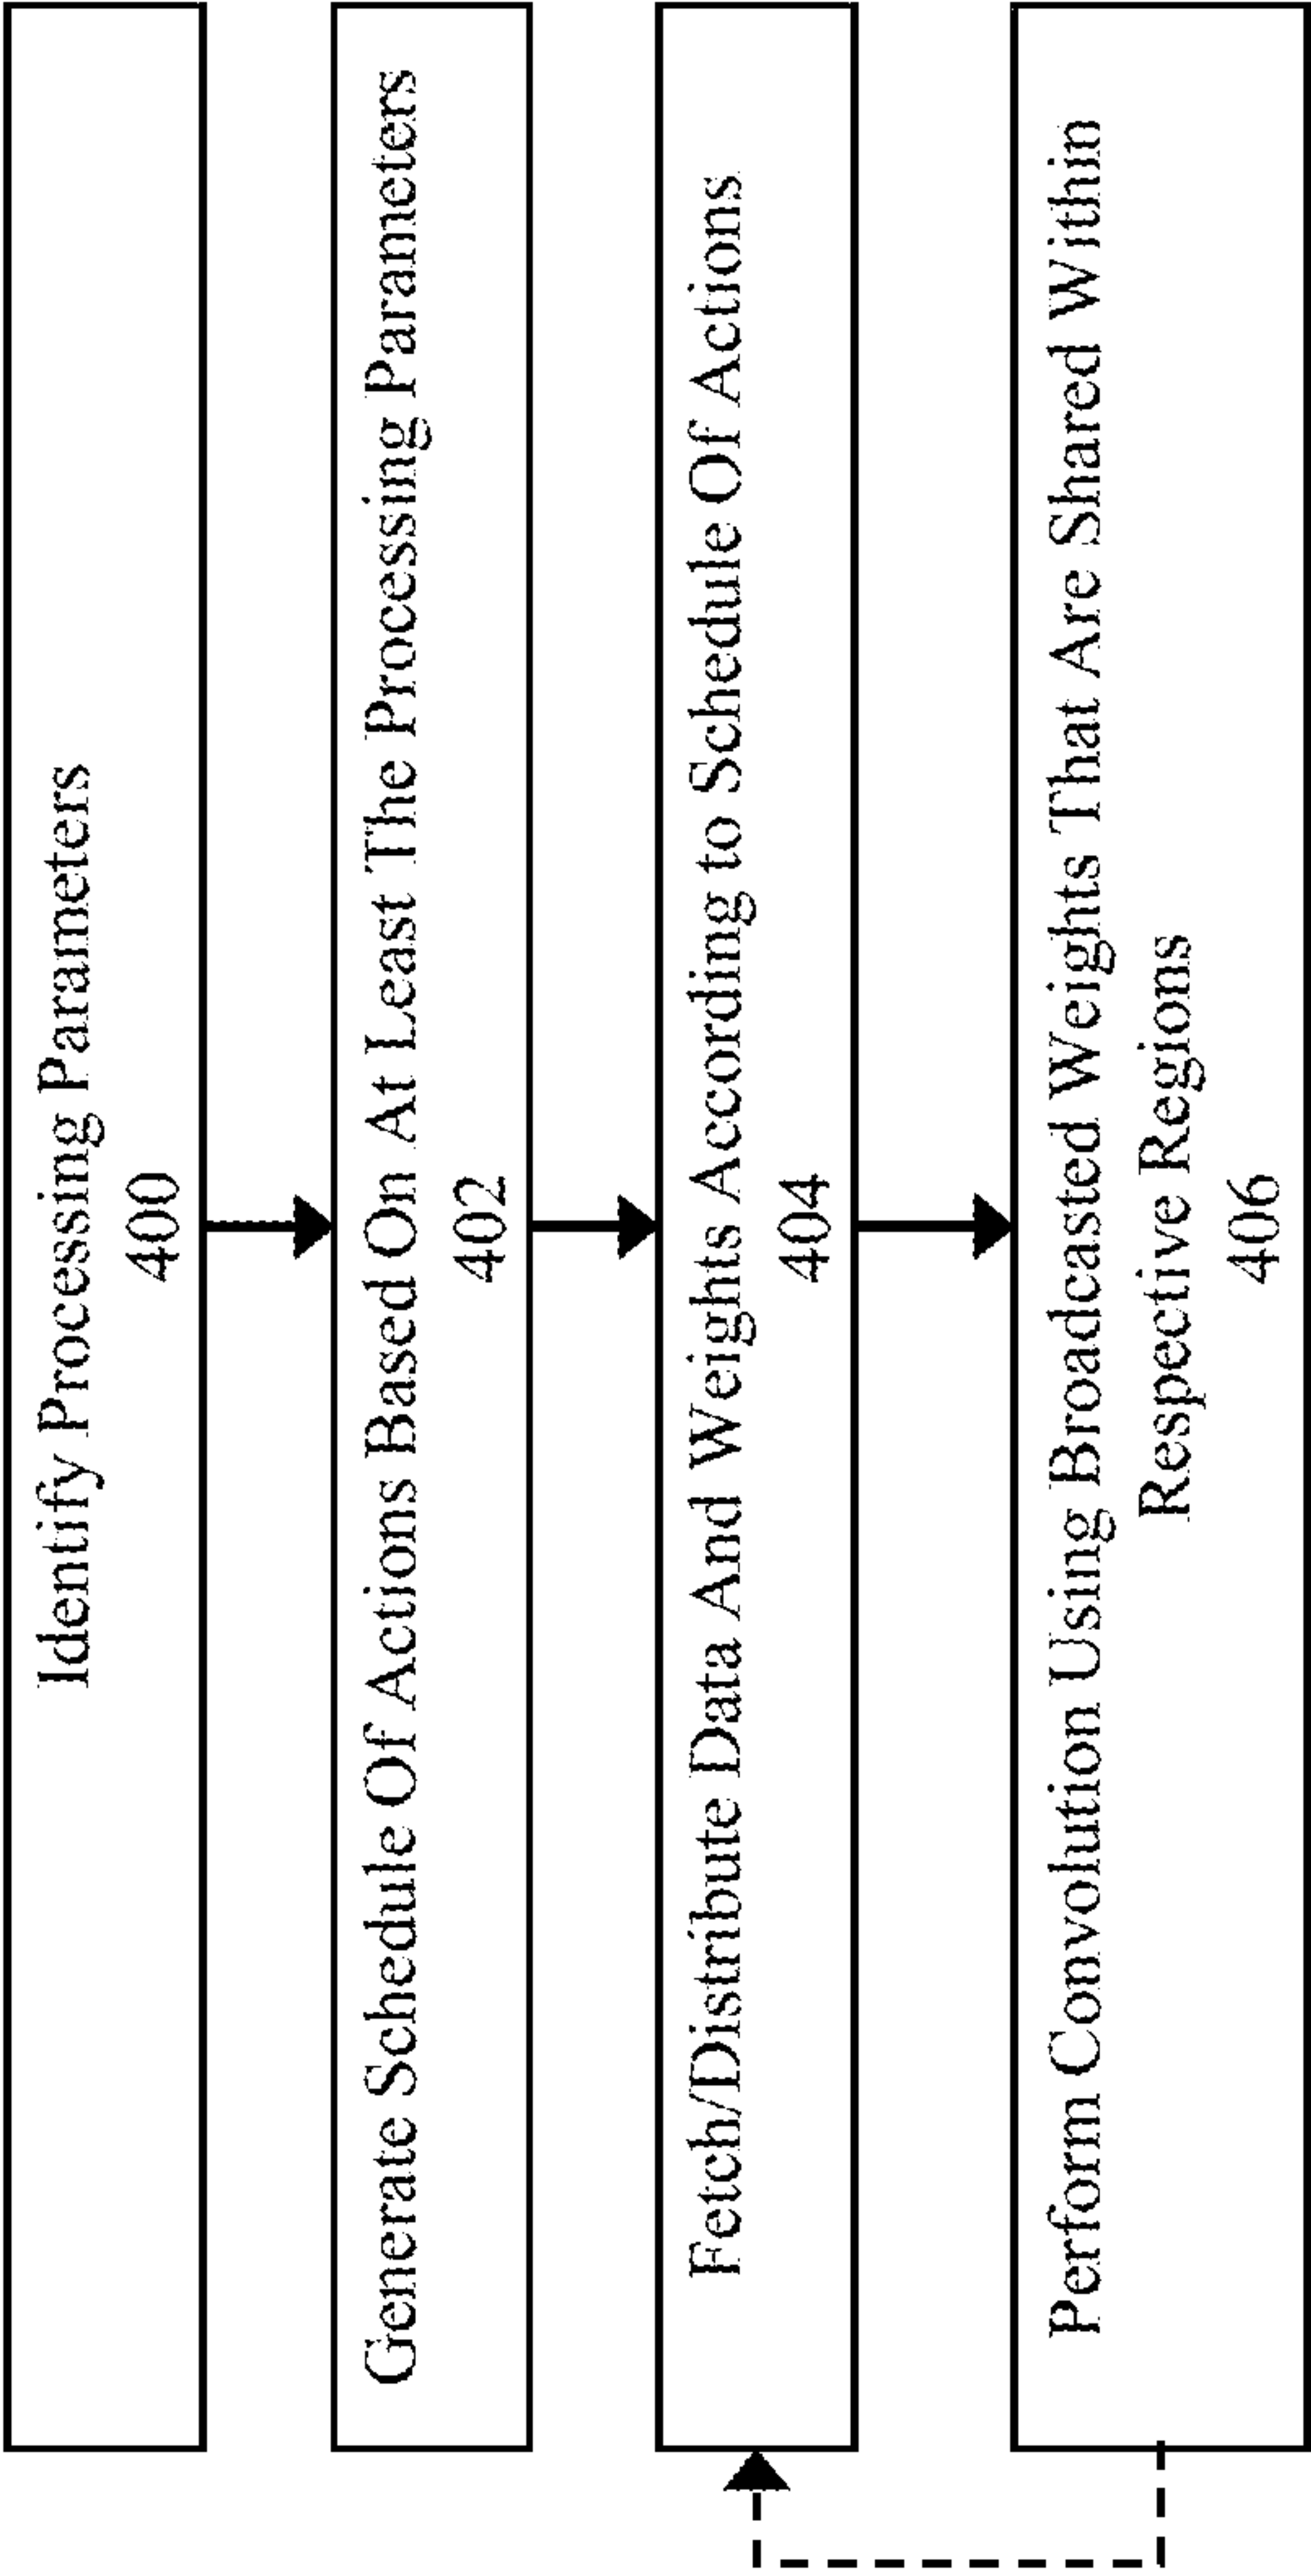 Identify Processing Parameters
400
Generate Schedule Of Actions Based On At Least The Processing Parameters
402
Fetch/Distribute Data And Weights According to Schedule Of Actions
404
Perform Convolution Using Broadcasted Weights That Are Shared Within
Respective Regions
406